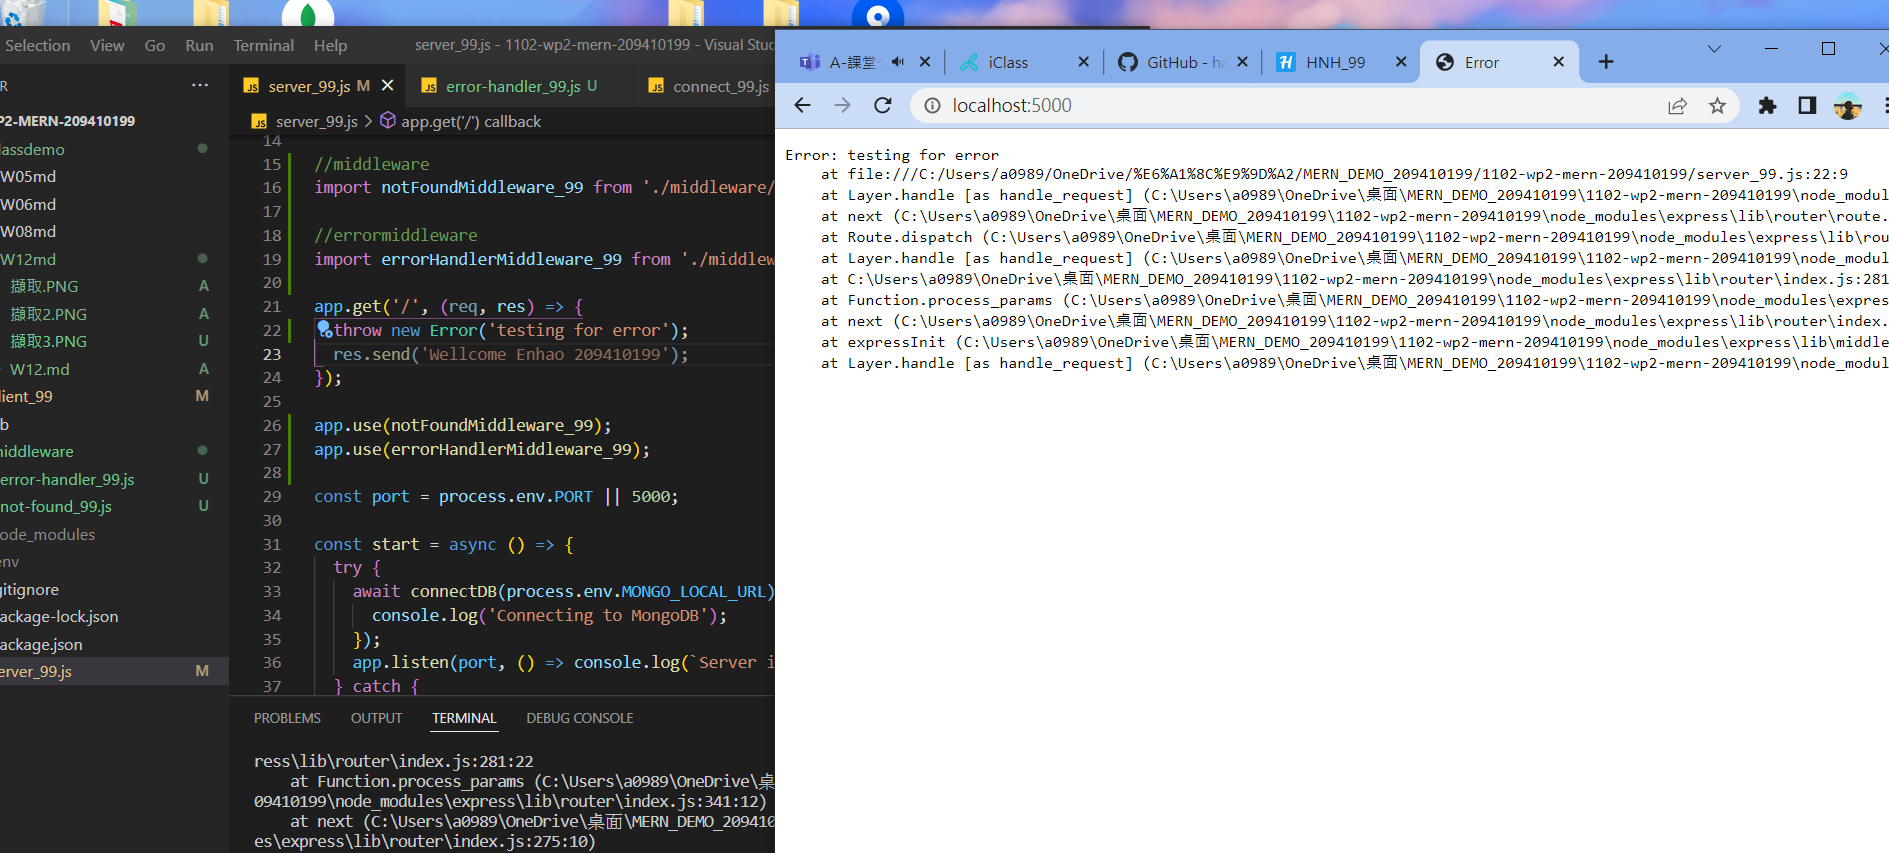 Selection View Go Run Terminal Help server_99.js - 1102-wp2-mern-209410199 - Visual Stu
R ···
server_99.js M error-handler_99.js U connect_99.js
server_99.js > app.get('/') callback
P2-MERN-209410199
lassdemo
W05md
W06md
W08md
W12md
擷取.PNG A
擷取2.PNG A
擷取3.PNG U
W12.md A
lient_99 M
b
niddleware
error-handler_99.js U
not-found_99.js U
ode_modules
env
gitignore
ackage-lock.json
ackage.json
erver_99.js M
14
15 //middleware
16 import notFoundMiddleware_99 from './middleware/
17
18 //errormiddleware
19 import errorHandlerMiddleware_99 from './middlew
20
21 app.get('/', (req, res) => {
22 throw new Error('testing for error');
23 res.send('Wellcome Enhao 209410199');
24 });
25
26 app.use(notFoundMiddleware_99);
27 app.use(errorHandlerMiddleware_99);
28
29 const port = process.env.PORT || 5000;
30
31 const start = async () => {
32 try {
33 await connectDB(process.env.MONGO_LOCAL_URL)
34 console.log('Connecting to MongoDB');
35 });
36 app.listen(port, () => console.log(`Server i
37 } catch {
PROBLEMS OUTPUT TERMINAL DEBUG CONSOLE
ress\lib\router\index.js:281:22
at Function.process_params (C:\Users\a0989\OneDrive\桌
09410199\node_modules\express\lib\router\index.js:341:12)
at next (C:\Users\a0989\OneDrive\桌面\MERN_DEMO_209410
es\express\lib\router\index.js:275:10)
A-課堂 iClass GitHub - ha HNH_99 Error
localhost:5000
Error: testing for error
at file:///C:/Users/a0989/OneDrive/%E6%A1%8C%E9%9D%A2/MERN_DEMO_209410199/1102-wp2-mern-209410199/server_99.js:22:9
at Layer.handle [as handle_request] (C:\Users\a0989\OneDrive\桌面\MERN_DEMO_209410199\1102-wp2-mern-209410199\node_modul
at next (C:\Users\a0989\OneDrive\桌面\MERN_DEMO_209410199\1102-wp2-mern-209410199\node_modules\express\lib\router\route.
at Route.dispatch (C:\Users\a0989\OneDrive\桌面\MERN_DEMO_209410199\1102-wp2-mern-209410199\node_modules\express\lib\rou
at Layer.handle [as handle_request] (C:\Users\a0989\OneDrive\桌面\MERN_DEMO_209410199\1102-wp2-mern-209410199\node_modul
at C:\Users\a0989\OneDrive\桌面\MERN_DEMO_209410199\1102-wp2-mern-209410199\node_modules\express\lib\router\index.js:281
at Function.process_params (C:\Users\a0989\OneDrive\桌面\MERN_DEMO_209410199\1102-wp2-mern-209410199\node_modules\expres
at next (C:\Users\a0989\OneDrive\桌面\MERN_DEMO_209410199\1102-wp2-mern-209410199\node_modules\express\lib\router\index.
at expressInit (C:\Users\a0989\OneDrive\桌面\MERN_DEMO_209410199\1102-wp2-mern-209410199\node_modules\express\lib\middle
at Layer.handle [as handle_request] (C:\Users\a0989\OneDrive\桌面\MERN_DEMO_209410199\1102-wp2-mern-209410199\node_modul